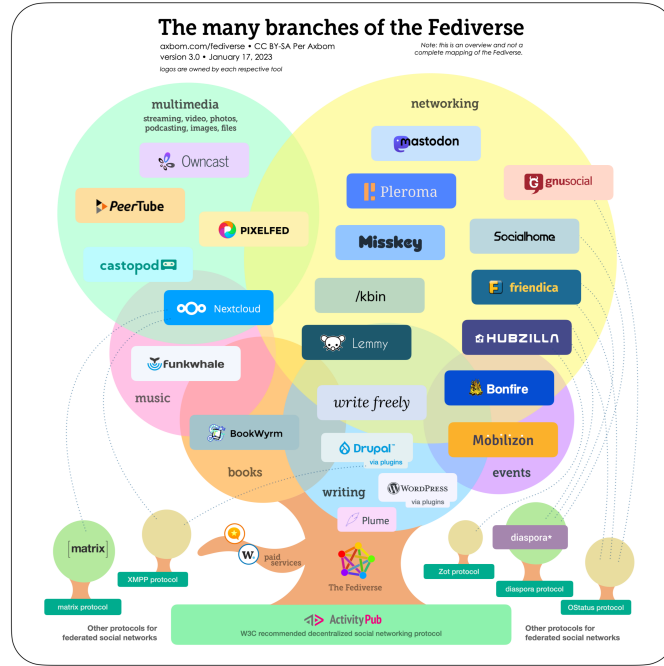 The many branches of the Fediverse
axbom.com/fediverse • CC BY-SA Per Axbom
version 3.0 • January 17, 2023
logos are owned by each respective tool
Note: this is an overview and not a
complete mapping of the Fediverse.
multimedia
streaming, video, photos,
podcasting, images, files
networking
mastodon
Owncast
gnusocial
Pleroma
PeerTube
PIXELFED
Misskey
Socialhome
castopod
friendica
/kbin
Nextcloud
HUBZILLA
Lemmy
Funkwhale
Bonfire
music
write freely
BookWyrm
Mobilizon
Drupal™
via plugins
books
events
writing
WORDPRESS
via plugins
Plume
[matrix]
diaspora*
W.
paid
services
XMPP protocol
Zot protocol
The Fediverse
diaspora protocol
matrix protocol
OStatus protocol
ActivityPub
W3C recommended decentralized social networking protocol
Other protocols for
federated social networks
Other protocols for
federated social networks